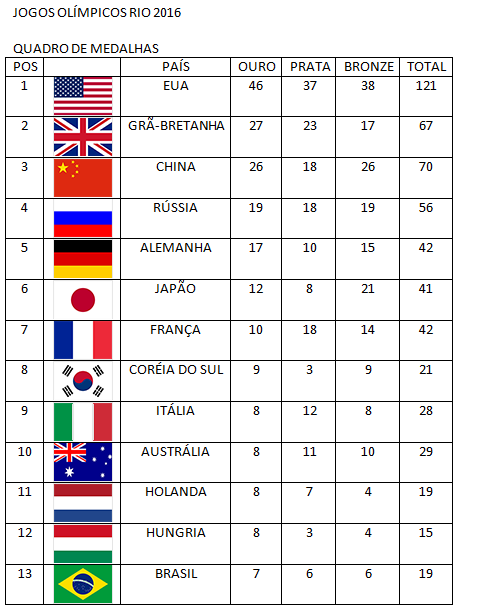 JOGOS OLÍMPICOS RIO 2016
QUADRO DE MEDALHAS
POS PAÍS OURO PRATA BRONZE TOTAL
1 EUA 46 37 38 121
2 GRÃ-BRETANHA 27 23 17 67
3 CHINA 26 18 26 70
4 RÚSSIA 19 18 19 56
5 ALEMANHA 17 10 15 42
6 JAPÃO 12 8 21 41
7 FRANÇA 10 18 14 42
8 CORÉIA DO SUL 9 3 9 21
9 ITÁLIA 8 12 8 28
10 AUSTRÁLIA 8 11 10 29
11 HOLANDA 8 7 4 19
12 HUNGRIA 8 3 4 15
13 BRASIL 7 6 6 19